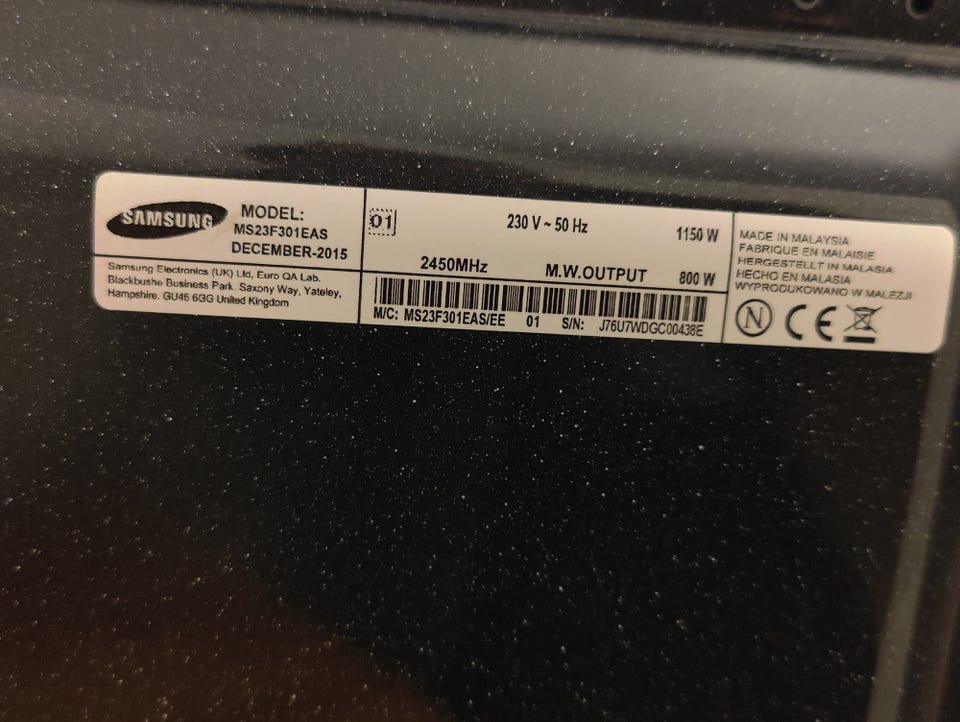 SAMSUNG
MODEL:
MS23F301EAS
DECEMBER-2015
Samsung Electronics (UK) Ltd, Euro QA Lab.
Blackbushe Business Park. Saxony Way, Yateley,
Hampshire. GU46 6GG United Kingdom
01
230 V ~ 50 Hz
1150 W
2450MHz
M.W.OUTPUT
800 W
M/C: MS23F301EAS/EE 01 S/N: J76U7WDGC00438E
MADE IN MALAYSIA
FABRIQUE EN MALAISIE
HERGESTELLT IN MALASIA
HECHO EN MALASIA
WYPRODUKOWANO W MALEZJI
N CE